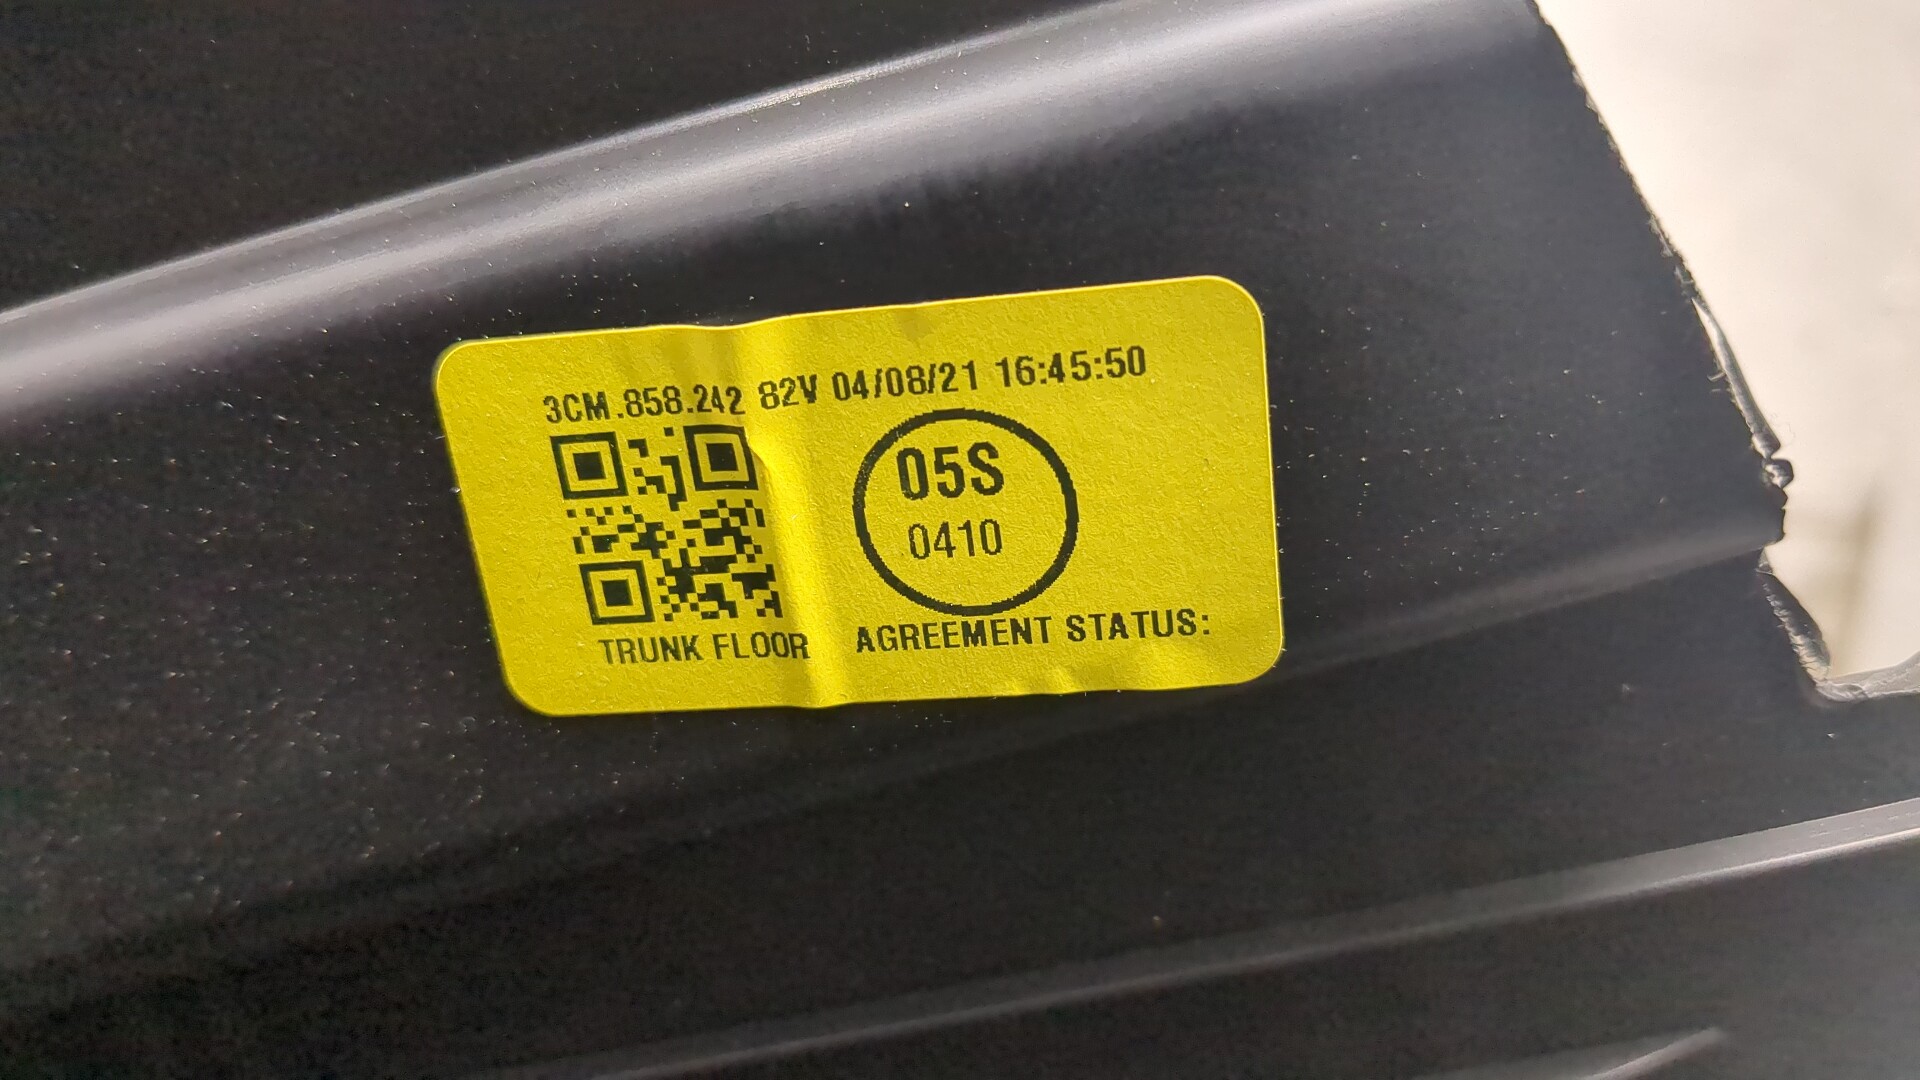 3CM.858.242 82V 04/08/21 16:45:50
05S
0410
TRUNK FLOOR
AGREEMENT STATUS: